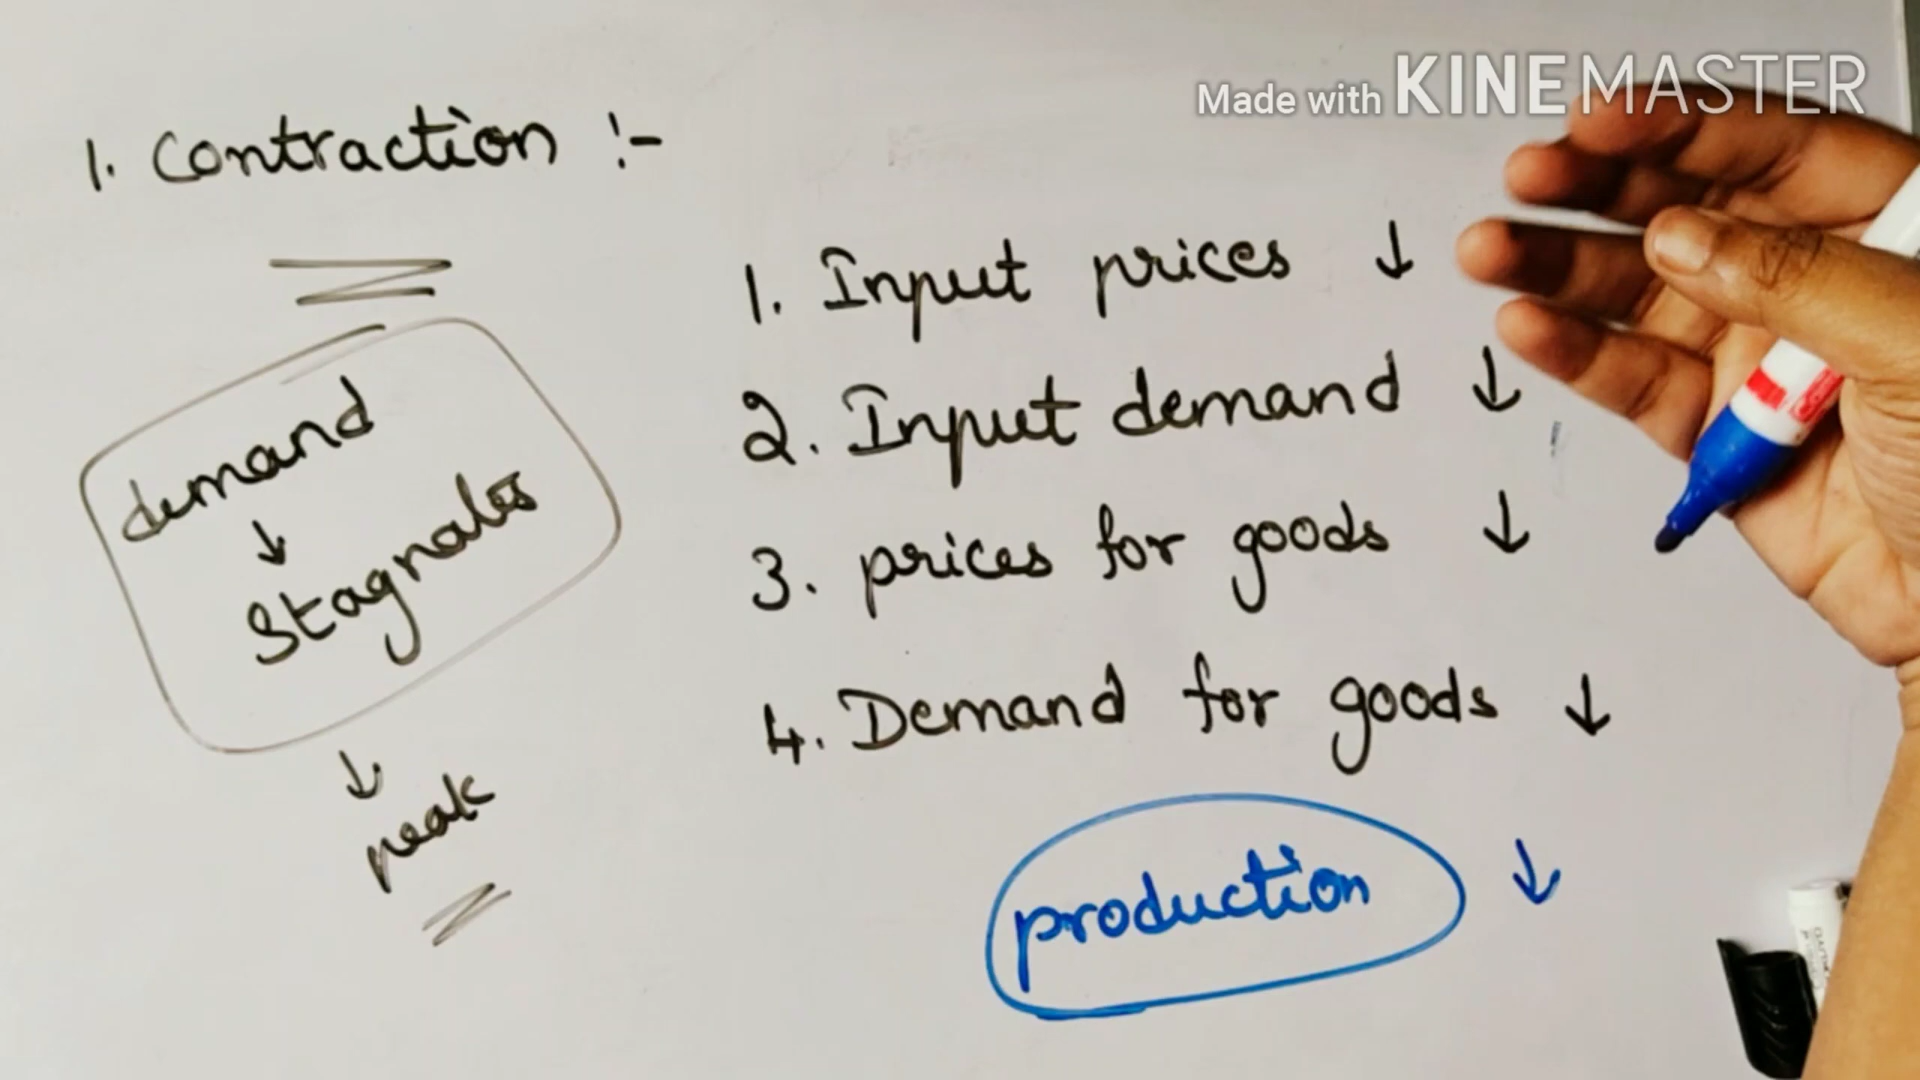 Made with KINEMASTER
1. Contraction :-
demand
↓
Stagnates
↓
peak
1. Input prices ↓
2. Input demand ↓
3. prices for goods ↓
4. Demand for goods ↓
production ↓